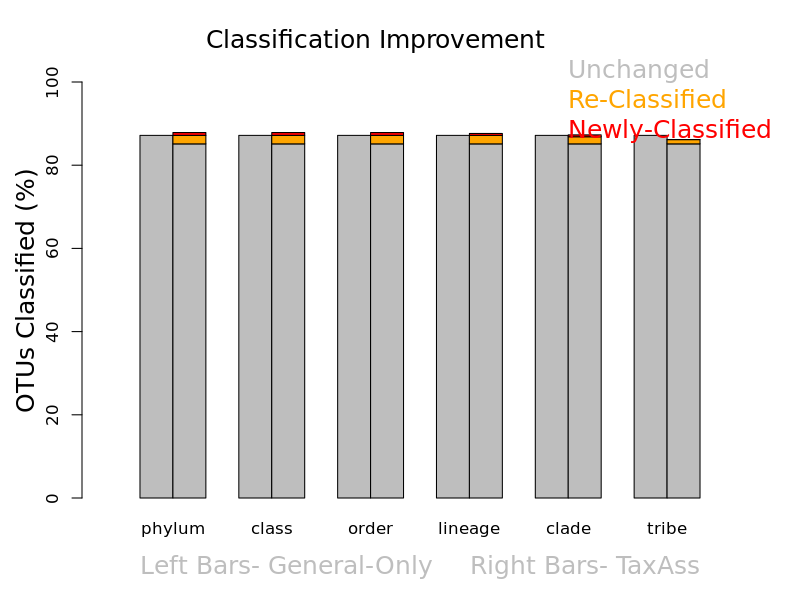 Classification Improvement
Unchanged
Re-Classified
Newly-Classified
OTUs Classified (%)
100
80
60
40
20
0
phylum class order lineage clade tribe
Left Bars- General-Only Right Bars- TaxAss